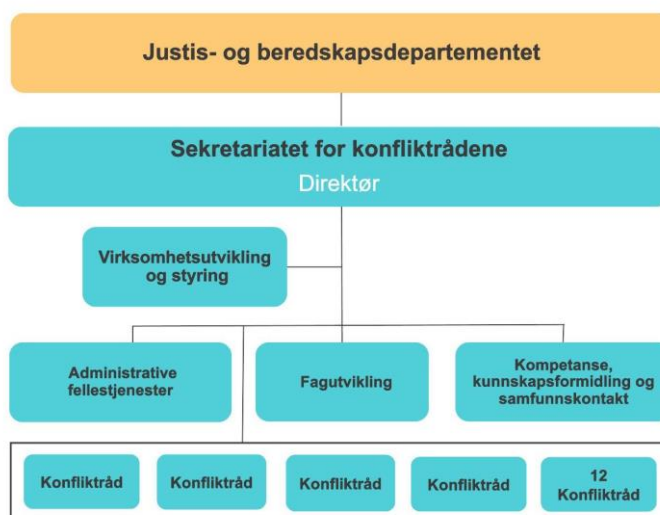 Justis- og beredskapsdepartementet
Sekretariatet for konfliktrådene
Direktør
Virksomhetsutvikling
og styring
Administrative
fellestjenester
Fagutvikling
Kompetanse,
kunnskapsformidling og
samfunnskontakt
Konfliktråd
Konfliktråd
Konfliktråd
Konfliktråd
12
Konfliktråd